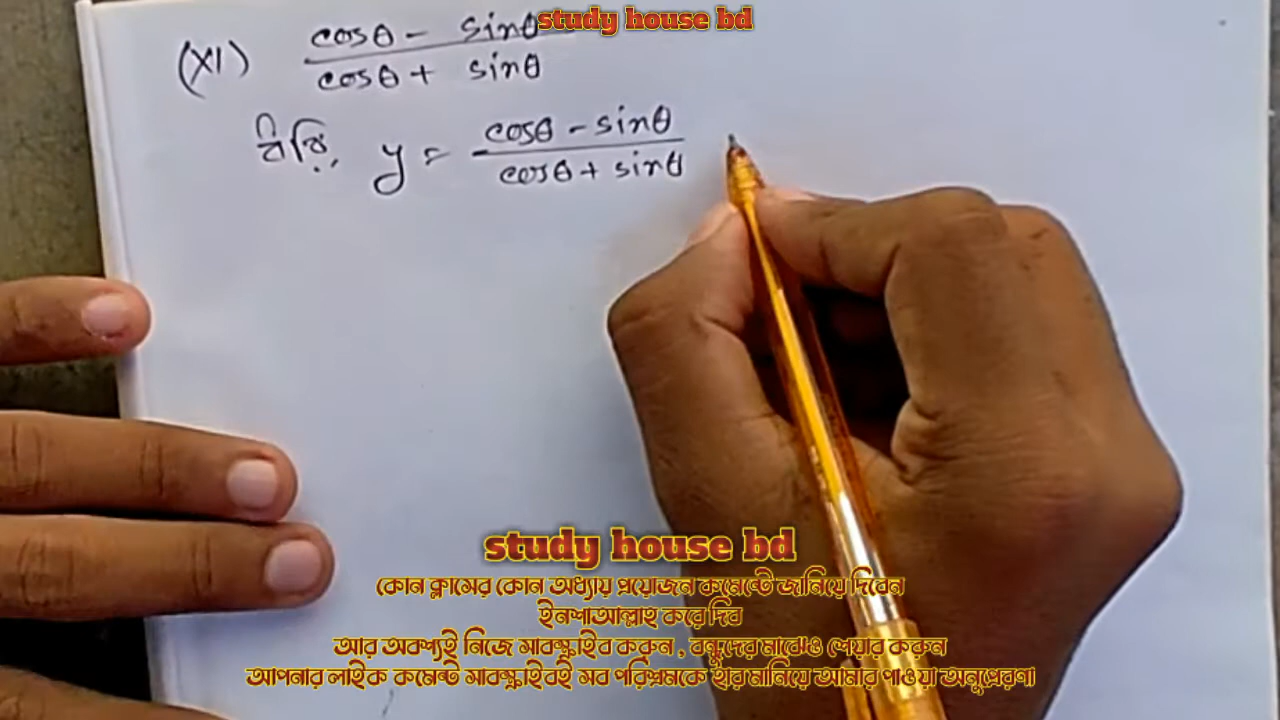 study house bd
(XI) cosθ - sinθ
cosθ + sinθ
ধরি, y = cosθ - sinθ
cosθ + sinθ
study house bd
কোন ক্লাসের কোন অধ্যায় প্রয়োজন কমেন্টে জানিয়ে দিবেন
ইনশাআল্লাহ করে দিব
আর অবশ্যই নিজে সাবস্ক্রাইব করুন , বন্ধুদের মাঝেও শেয়ার করুন
আপনার লাইক কমেন্ট সাবস্ক্রাইবই সব পরিশ্রমকে হার মানিয়ে আমার পাওয়া অনুপ্রেরণা